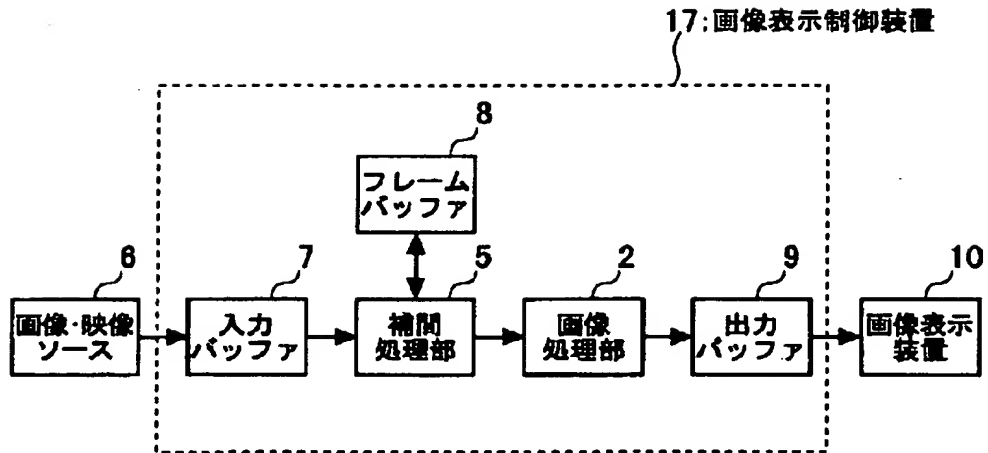 17;画像表示制御装置
8
フレーム
バッファ
6
7
5
2
9
10
画像・映像
ソース
入力
バッファ
補間
処理部
画像
処理部
出力
バッファ
画像表示
装置